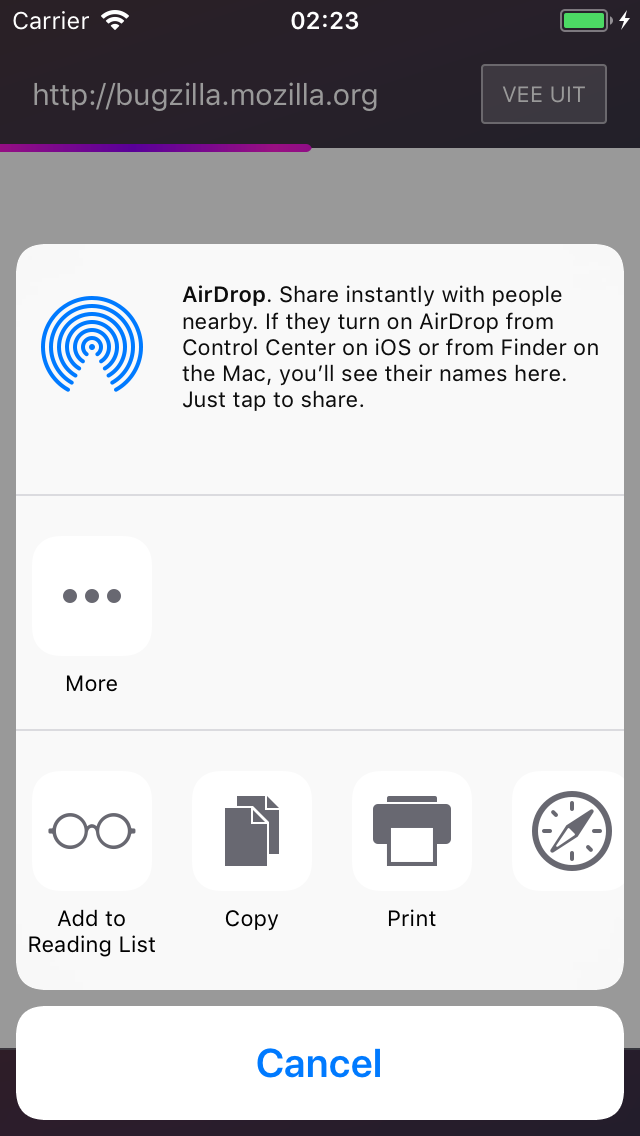 Carrier
02:23
http://bugzilla.mozilla.org
VEE UIT
AirDrop. Share instantly with people
nearby. If they turn on AirDrop from
Control Center on iOS or from Finder on
the Mac, you’ll see their names here.
Just tap to share.
More
Add to
Reading List
Copy
Print
Cancel